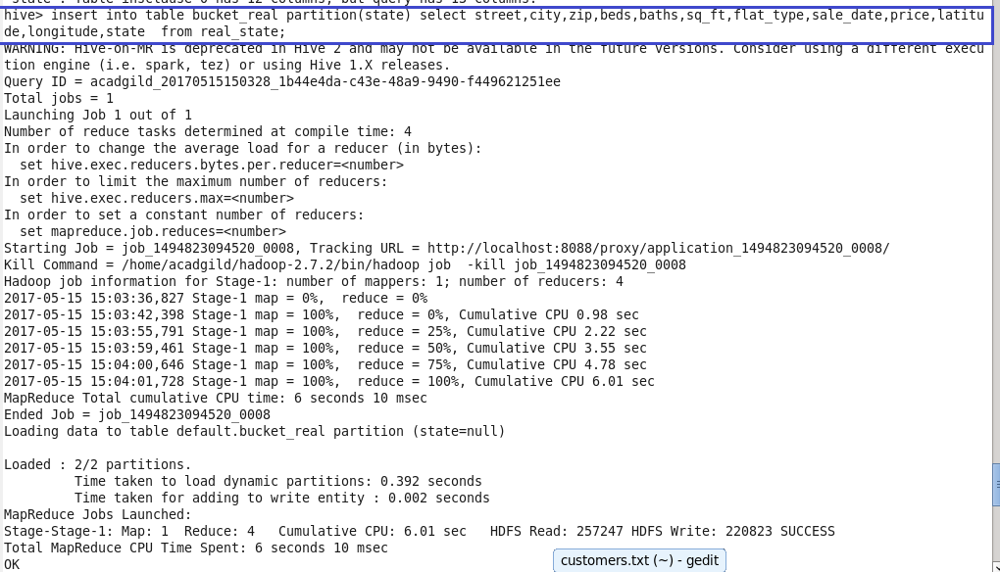 'state': Table insclause-0 has 12 columns, but query has 13 columns.
hive> insert into table bucket_real partition(state) select street,city,zip,beds,baths,sq_ft,flat_type,sale_date,price,latitu
de,longitude,state  from real_state;
WARNING: Hive-on-MR is deprecated in Hive 2 and may not be available in the future versions. Consider using a different execu
tion engine (i.e. spark, tez) or using Hive 1.X releases.
Query ID = acadgild_20170515150328_1b44e4da-c43e-48a9-9490-f449621251ee
Total jobs = 1
Launching Job 1 out of 1
Number of reduce tasks determined at compile time: 4
In order to change the average load for a reducer (in bytes):
  set hive.exec.reducers.bytes.per.reducer=<number>
In order to limit the maximum number of reducers:
  set hive.exec.reducers.max=<number>
In order to set a constant number of reducers:
  set mapreduce.job.reduces=<number>
Starting Job = job_1494823094520_0008, Tracking URL = http://localhost:8088/proxy/application_1494823094520_0008/
Kill Command = /home/acadgild/hadoop-2.7.2/bin/hadoop job  -kill job_1494823094520_0008
Hadoop job information for Stage-1: number of mappers: 1; number of reducers: 4
2017-05-15 15:03:36,827 Stage-1 map = 0%,  reduce = 0%
2017-05-15 15:03:42,398 Stage-1 map = 100%,  reduce = 0%, Cumulative CPU 0.98 sec
2017-05-15 15:03:55,791 Stage-1 map = 100%,  reduce = 25%, Cumulative CPU 2.22 sec
2017-05-15 15:03:59,461 Stage-1 map = 100%,  reduce = 50%, Cumulative CPU 3.55 sec
2017-05-15 15:04:00,646 Stage-1 map = 100%,  reduce = 75%, Cumulative CPU 4.78 sec
2017-05-15 15:04:01,728 Stage-1 map = 100%,  reduce = 100%, Cumulative CPU 6.01 sec
MapReduce Total cumulative CPU time: 6 seconds 10 msec
Ended Job = job_1494823094520_0008
Loading data to table default.bucket_real partition (state=null)
Loaded : 2/2 partitions.
         Time taken to load dynamic partitions: 0.392 seconds
         Time taken for adding to write entity : 0.002 seconds
MapReduce Jobs Launched:
Stage-Stage-1: Map: 1  Reduce: 4   Cumulative CPU: 6.01 sec   HDFS Read: 257247 HDFS Write: 220823 SUCCESS
Total MapReduce CPU Time Spent: 6 seconds 10 msec
OK
customers.txt (~) - gedit